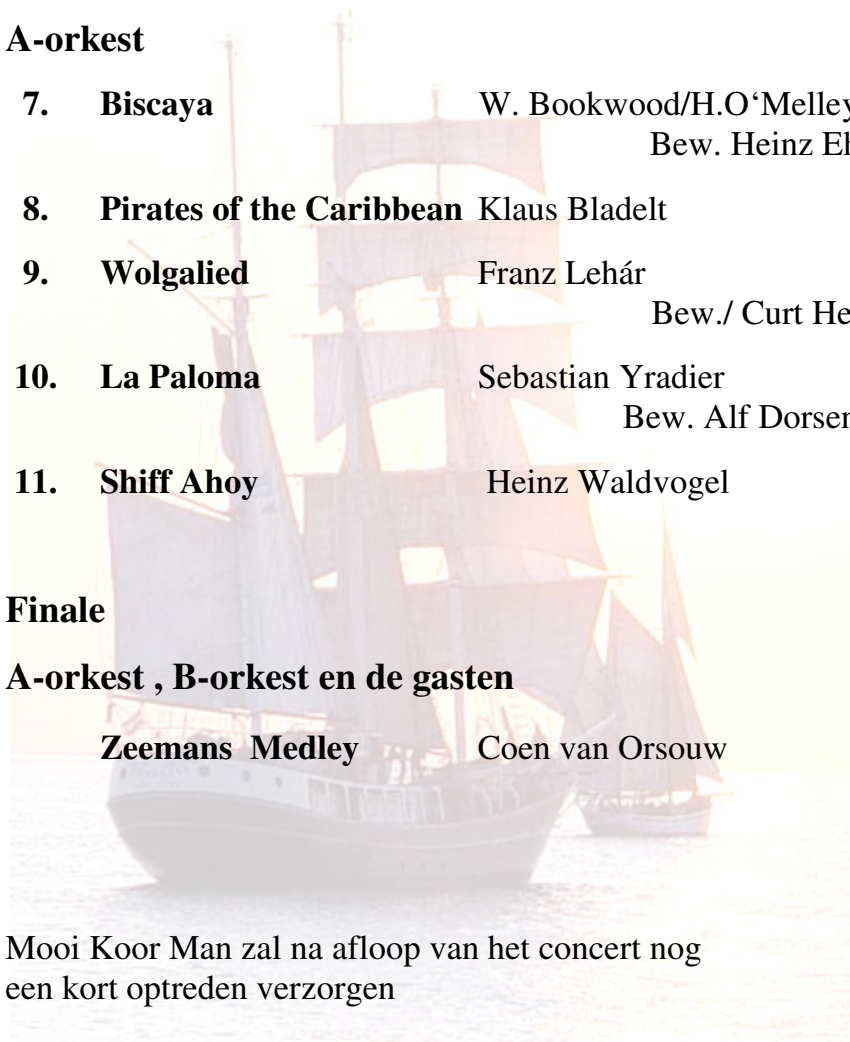 A-orkest
7. Biscaya W. Bookwood/H.O‘Melley
Bew. Heinz
8. Pirates of the Caribbean Klaus Bladelt
9. Wolgalied Franz Lehár
Bew./ Curt
10. La Paloma Sebastian Yradier
Bew. Alf
11. Shiff Ahoy Heinz Waldvogel
Finale
A-orkest , B-orkest en de gasten
Zeemans Medley Coen van Orsouw
Mooi Koor Man zal na afloop van het concert nog
een kort optreden verzorgen